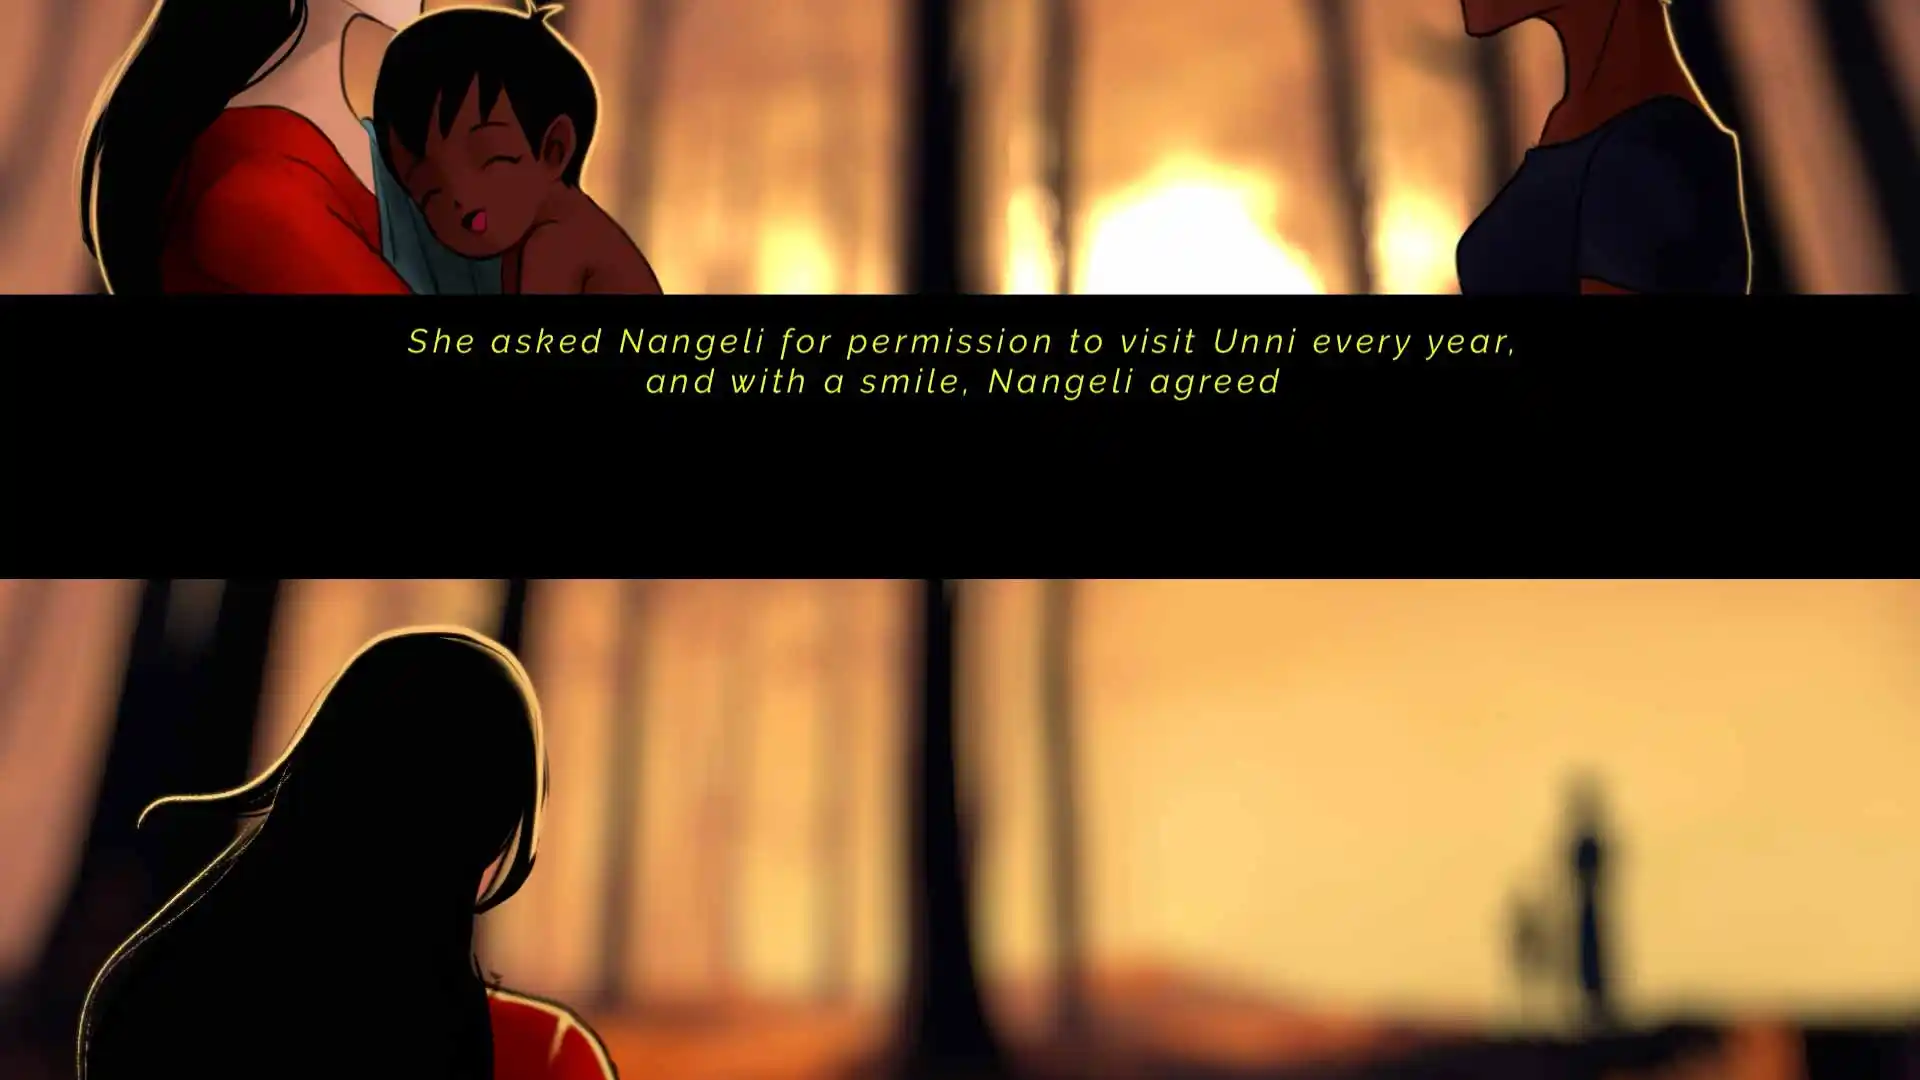 She asked Nangeli for permission to visit Unni every year,
and with a smile, Nangeli agreed